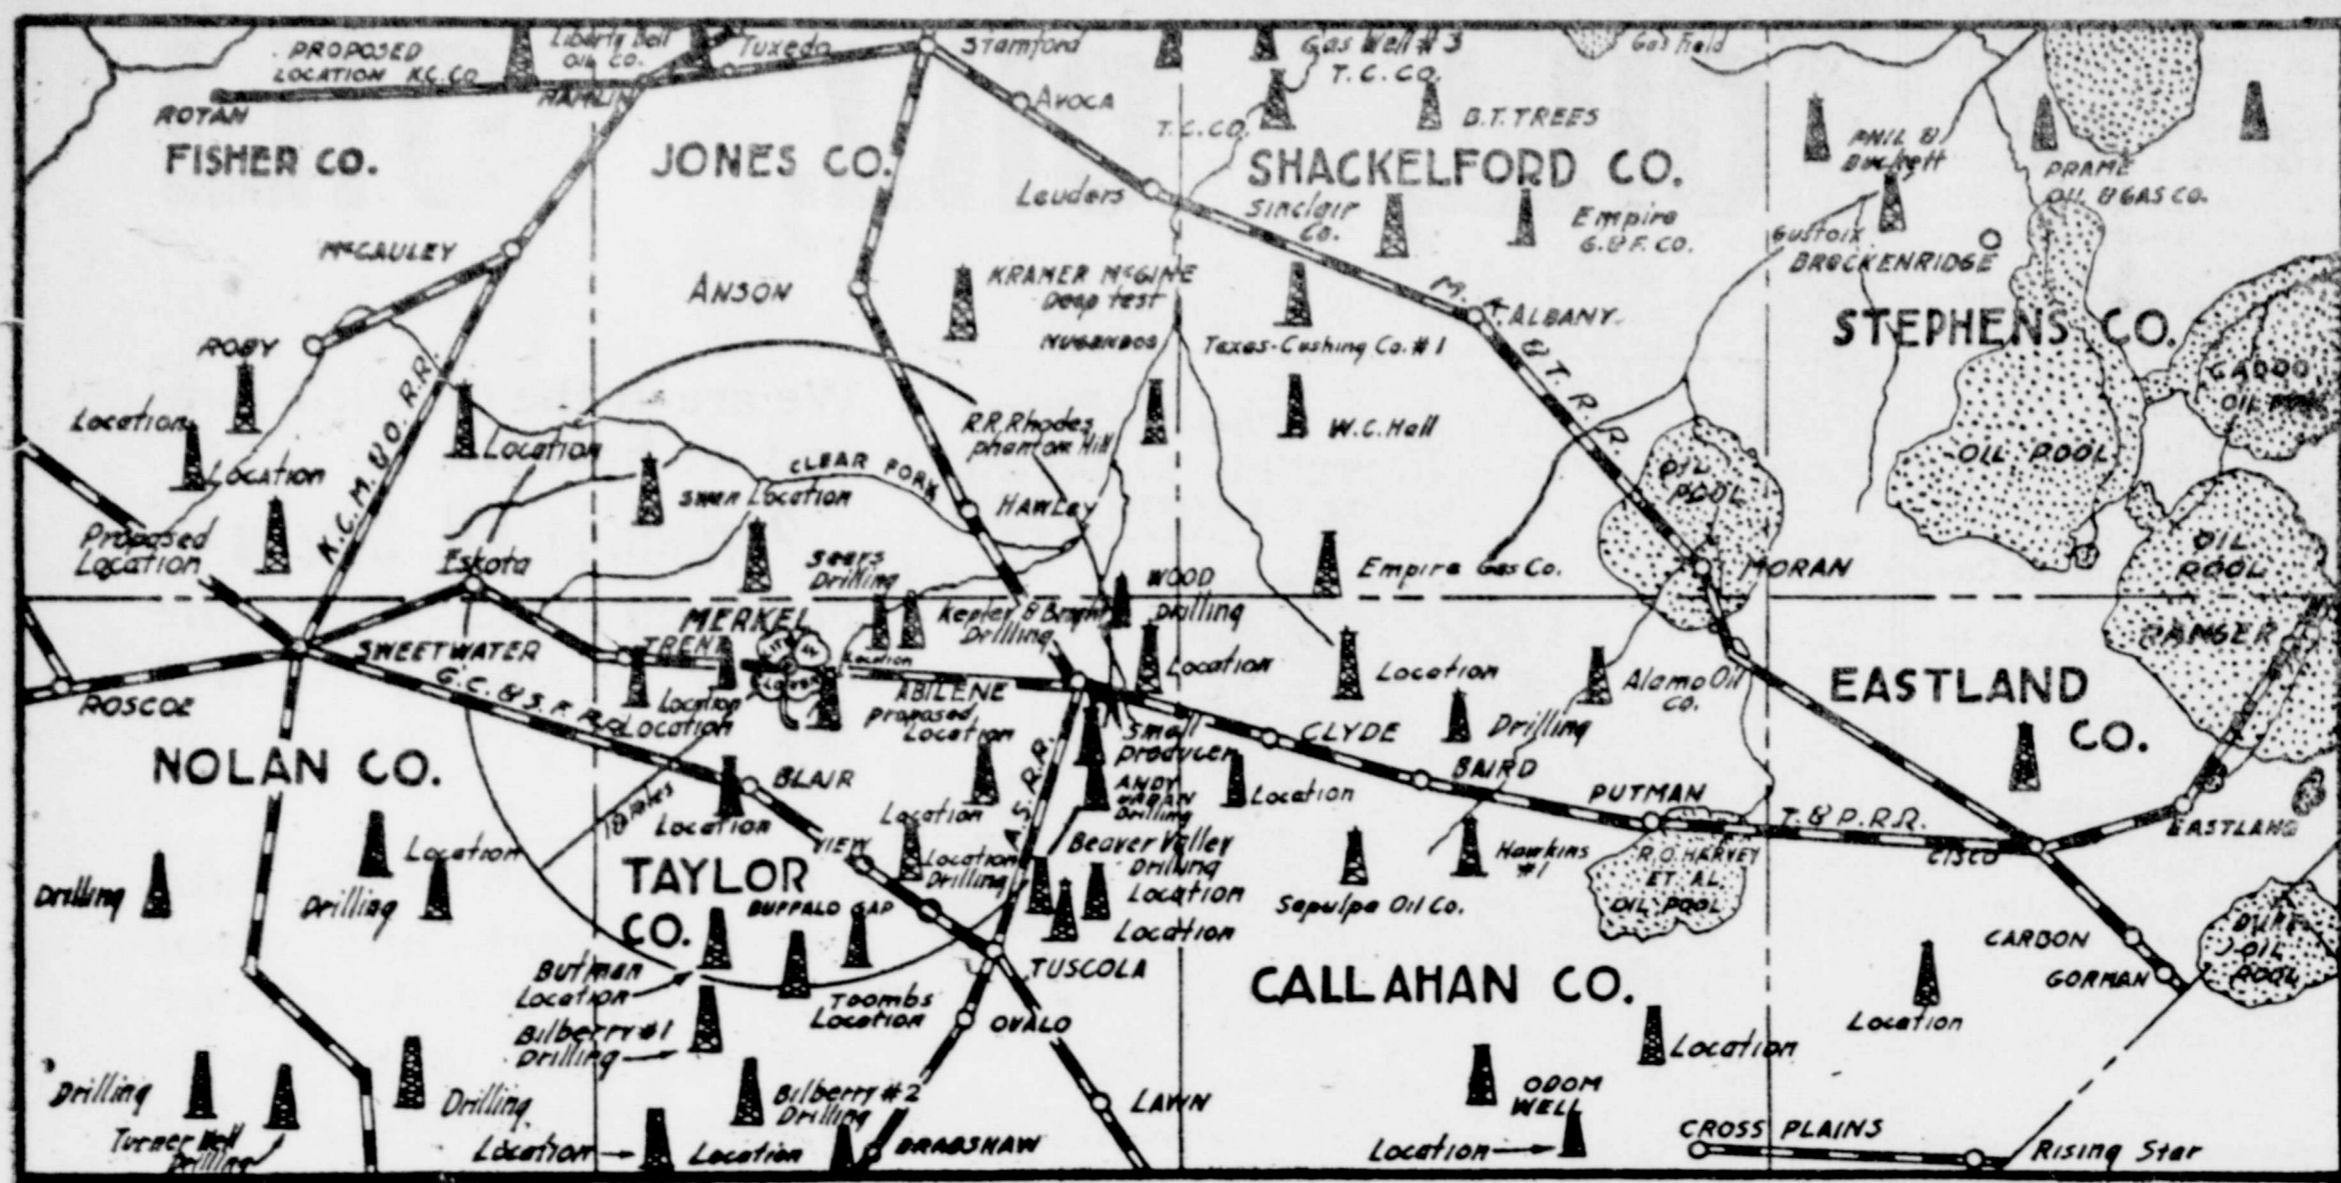 PROPOSED
LOCATION K.C. CO
Liberty Bell
OIL CO.
Tuxedo
Stamford
Gas Well #3
T. C. CO.
Gas Field
ROTAN
HAMLIN
Avoca
T. C. CO.
B.T. TREES
PHIL &
PRAME
OIL & GAS CO.
FISHER CO.
JONES CO.
SHACKELFORD CO.
Leuders
Sinclair
Co.
Empire
G. & F. CO.
BROCKENRIDGE
McCAULEY
ANSON
KRAMER McGINE
Deep test
M. K. & T. R. R.
ALBANY
STEPHENS CO.
ROBY
Texas-Cushing Co. #1
CADDO
OIL POOL
K.C.M. & O. R.R.
Location
Location
Location
R.R. Rhodes
phantom Hill
W.C. Hall
OIL
POOL
OIL POOL
CLEAR FORK
SWAN Location
HAWLEY
Proposed
Location
Eskota
Sears
Drilling
WOOD
Drilling
Empire Gas Co.
MORAN
OIL
POOL
MERKEL
Kepler & Bright
Drilling
RANGER
SWEETWATER
TRENT
Location
Location
Location
Alamo Oil
Co.
EASTLAND
CO.
ROSCOE
G.C. & S. F. R.R.
Location
Location
ABILENE
proposed
Location
Small
producer
CLYDE
Drilling
NOLAN CO.
BLAIR
A. S. R.R.
ANDY
URBAN
Drilling
Location
BAIRD
PUTMAN
T. & P. R.R.
EASTLAND
Location
Location
VIEW
Beaver Valley
Drilling
Location
Hawkins
#1
R.O. HARVEY
ET AL.
OIL POOL
CISCO
Location
Drilling
Drilling
TAYLOR
CO.
Location
Drilling
BUFFALO GAP
Location
Sapulpa Oil Co.
CARBON
GORMAN
OIL
POOL
Butman
Location
TUSCOLA
CALLAHAN CO.
Toombs
Location
OVALO
Location
Location
Bilberry #1
Drilling
Drilling
Drilling
Bilberry #2
Drilling
LAWN
ODOM
WELL
Turner Well
Drilling
Location
Location
BRADSHAW
Location
CROSS PLAINS
Rising Star